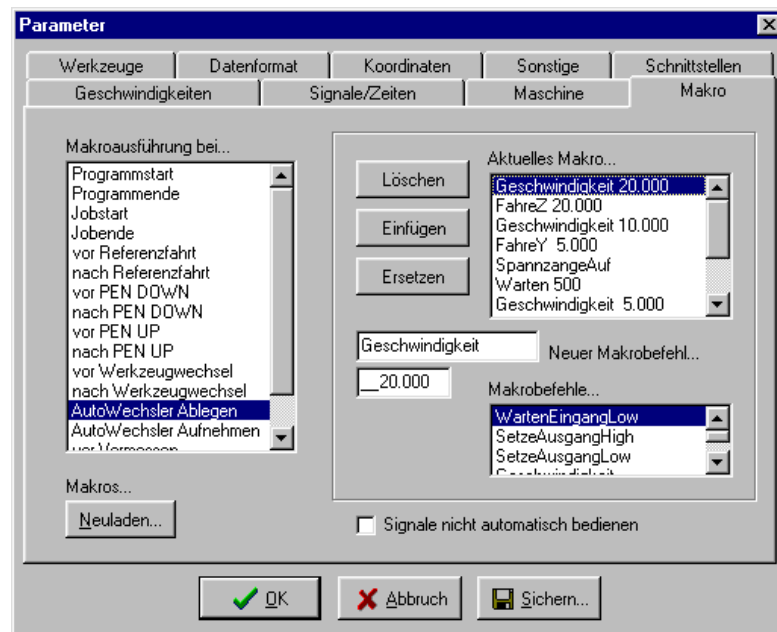 Parameter
Werkzeuge Datenformat Koordinaten Sonstige Schnittstellen
Geschwindigkeiten Signale/Zeiten Maschine Makro
Makroausführung bei...
Programmstart
Programmende
Jobstart
Jobende
vor Referenzfahrt
nach Referenzfahrt
vor PEN DOWN
nach PEN DOWN
vor PEN UP
nach PEN UP
vor Werkzeugwechsel
nach Werkzeugwechsel
AutoWechsler Ablegen
AutoWechsler Aufnehmen
vor Vermessen
Makros...
Neuladen...
Löschen
Einfügen
Ersetzen
Aktuelles Makro...
Geschwindigkeit 20.000
FahreZ 20.000
Geschwindigkeit 10.000
FahreY 5.000
SpannzangeAuf
Warten 500
Geschwindigkeit 5.000
Geschwindigkeit
Neuer Makrobefehl...
__20.000
Makrobefehle...
WartenEingangLow
SetzeAusgangHigh
SetzeAusgangLow
Geschwindigkeit
Signale nicht automatisch bedienen
OK Abbruch Sichern...